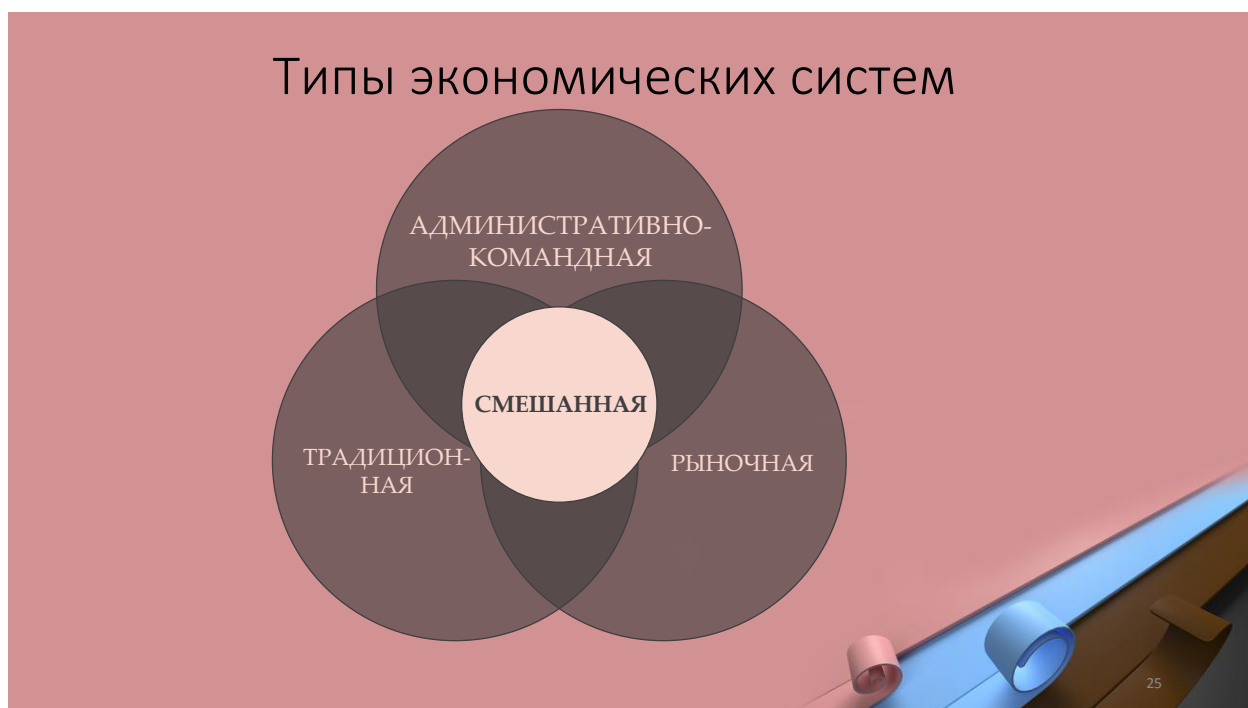 Типы экономических систем
АДМИНИСТРАТИВНО-
КОМАНДНАЯ
СМЕШАННАЯ
ТРАДИЦИОН-
НАЯ
РЫНОЧНАЯ
25